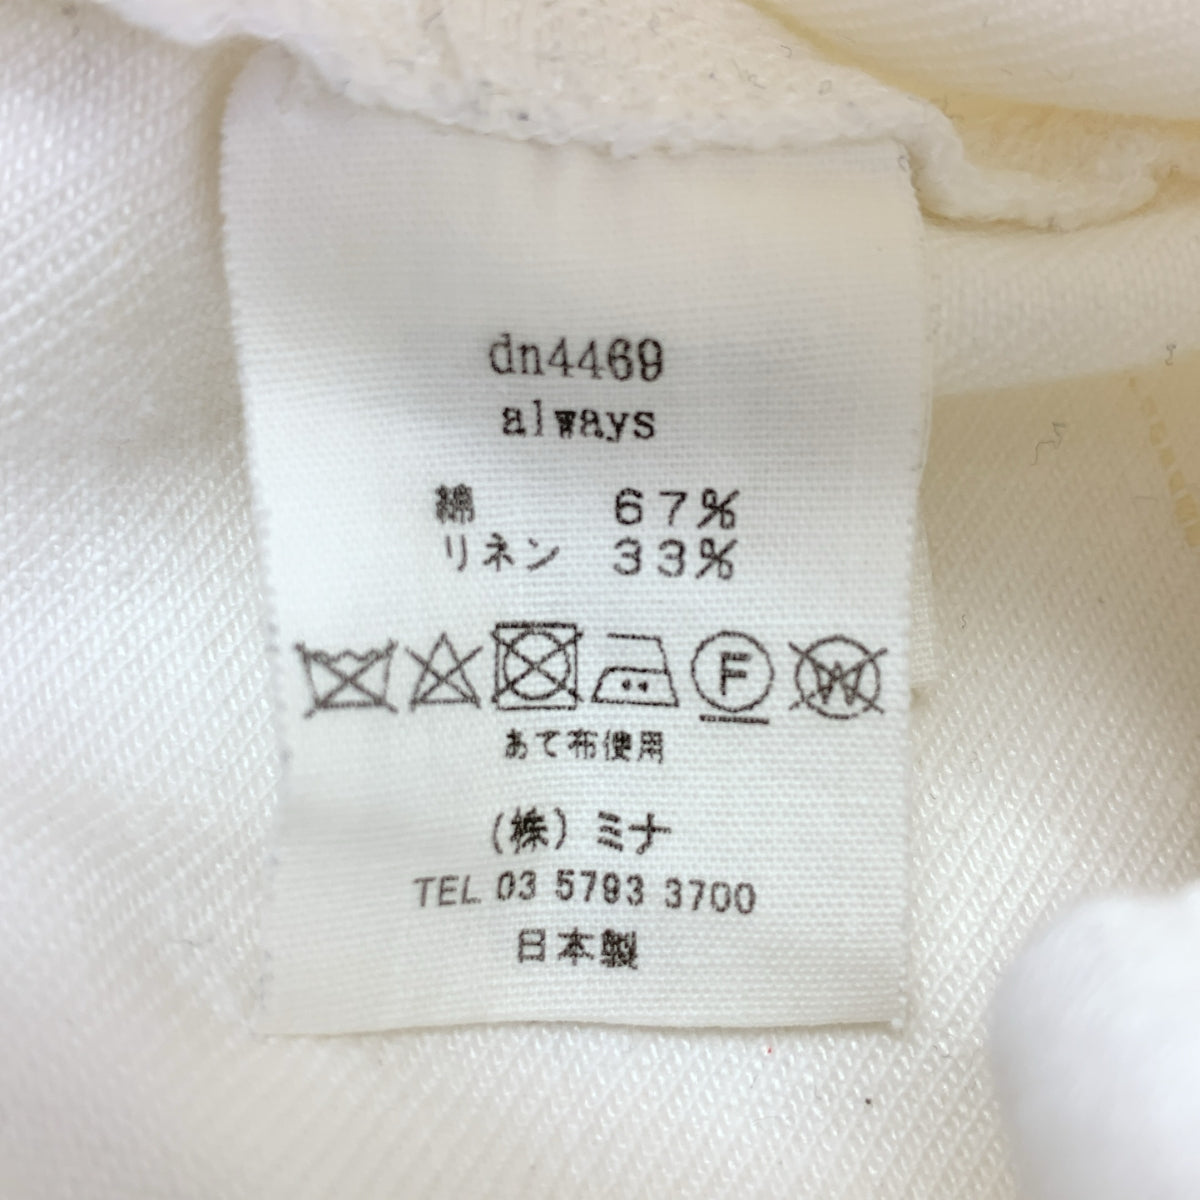 dn4469
always
綿 67%
リネン 33%
F W
あて布使用
(株)ミナ
TEL 03 5793 3700
日本製